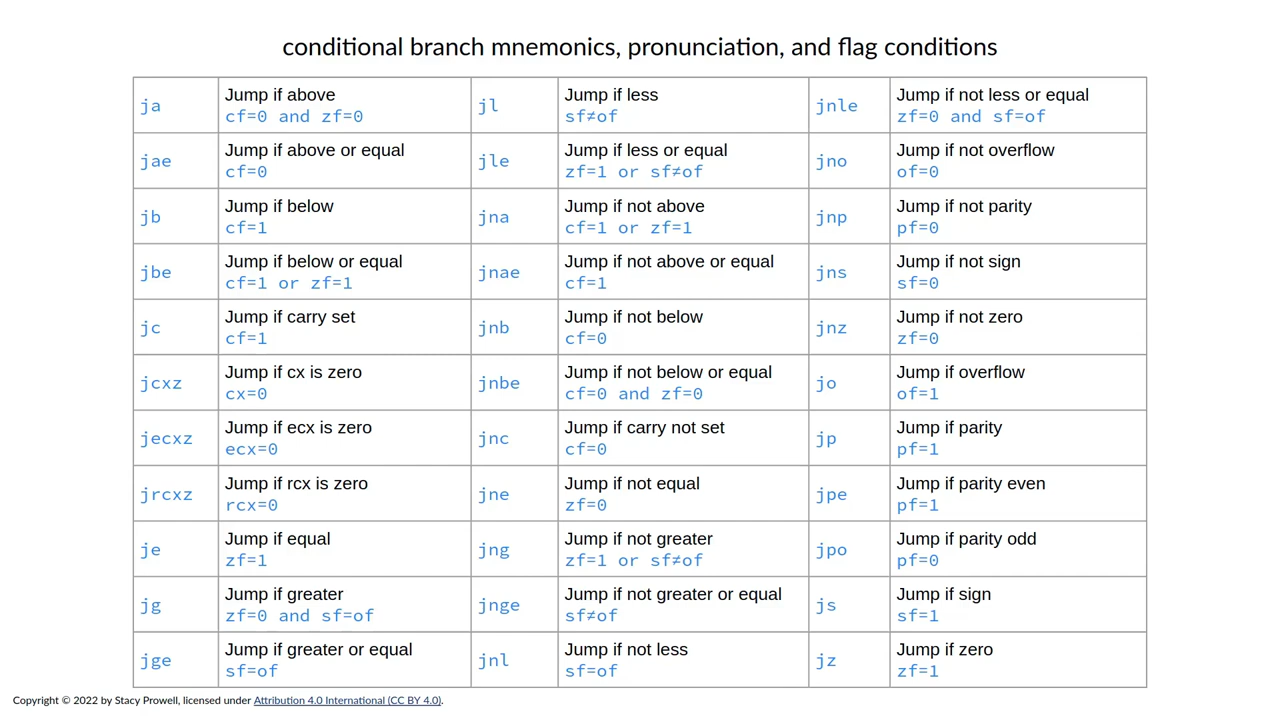 conditional branch mnemonics, pronunciation, and flag conditions
ja
Jump if above
cf=0 and zf=0
jl
Jump if less
sf≠of
jnle
Jump if not less or equal
zf=0 and sf=of
jae
Jump if above or equal
cf=0
jle
Jump if less or equal
zf=1 or sf≠of
jno
Jump if not overflow
of=0
jb
Jump if below
cf=1
jna
Jump if not above
cf=1 or zf=1
jnp
Jump if not parity
pf=0
jbe
Jump if below or equal
cf=1 or zf=1
jnae
Jump if not above or equal
cf=1
jns
Jump if not sign
sf=0
jc
Jump if carry set
cf=1
jnb
Jump if not below
cf=0
jnz
Jump if not zero
zf=0
jcxz
Jump if cx is zero
cx=0
jnbe
Jump if not below or equal
cf=0 and zf=0
jo
Jump if overflow
of=1
jecxz
Jump if ecx is zero
ecx=0
jnc
Jump if carry not set
cf=0
jp
Jump if parity
pf=1
jrcxz
Jump if rcx is zero
rcx=0
jne
Jump if not equal
zf=0
jpe
Jump if parity even
pf=1
je
Jump if equal
zf=1
jng
Jump if not greater
zf=1 or sf≠of
jpo
Jump if parity odd
pf=0
jg
Jump if greater
zf=0 and sf=of
jnge
Jump if not greater or equal
sf≠of
js
Jump if sign
sf=1
jge
Jump if greater or equal
sf=of
jnl
Jump if not less
sf=of
jz
Jump if zero
zf=1
Copyright © 2022 by Stacy Prowell, licensed under Attribution 4.0 International (CC BY 4.0).